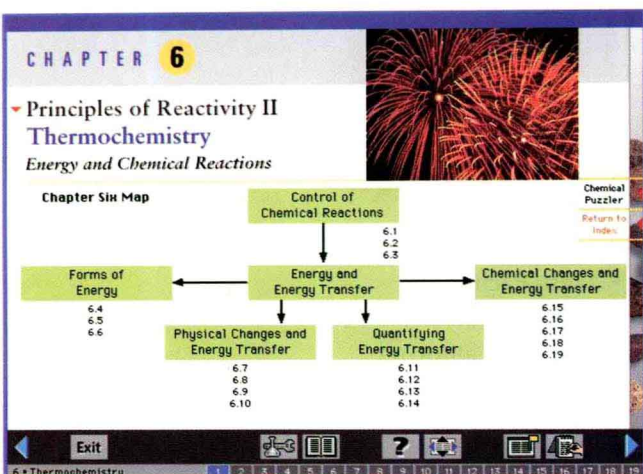 CHAPTER 6
Principles of Reactivity II
Thermochemistry
Energy and Chemical Reactions
Chapter Six Map
Chemical
Puzzler
Return to
Index
Control of
Chemical Reactions
6.1
6.2
6.3
Forms of
Energy
6.4
6.5
6.6
Energy and
Energy Transfer
Chemical Changes and
Energy Transfer
6.15
6.16
6.17
6.18
6.19
Physical Changes and
Energy Transfer
6.7
6.8
6.9
6.10
Quantifying
Energy Transfer
6.11
6.12
6.13
6.14
Exit
?
6 • Thermochemistry 1 2 3 4 5 6 7 8 9 10 11 12 13 14 15 16 17 18 19